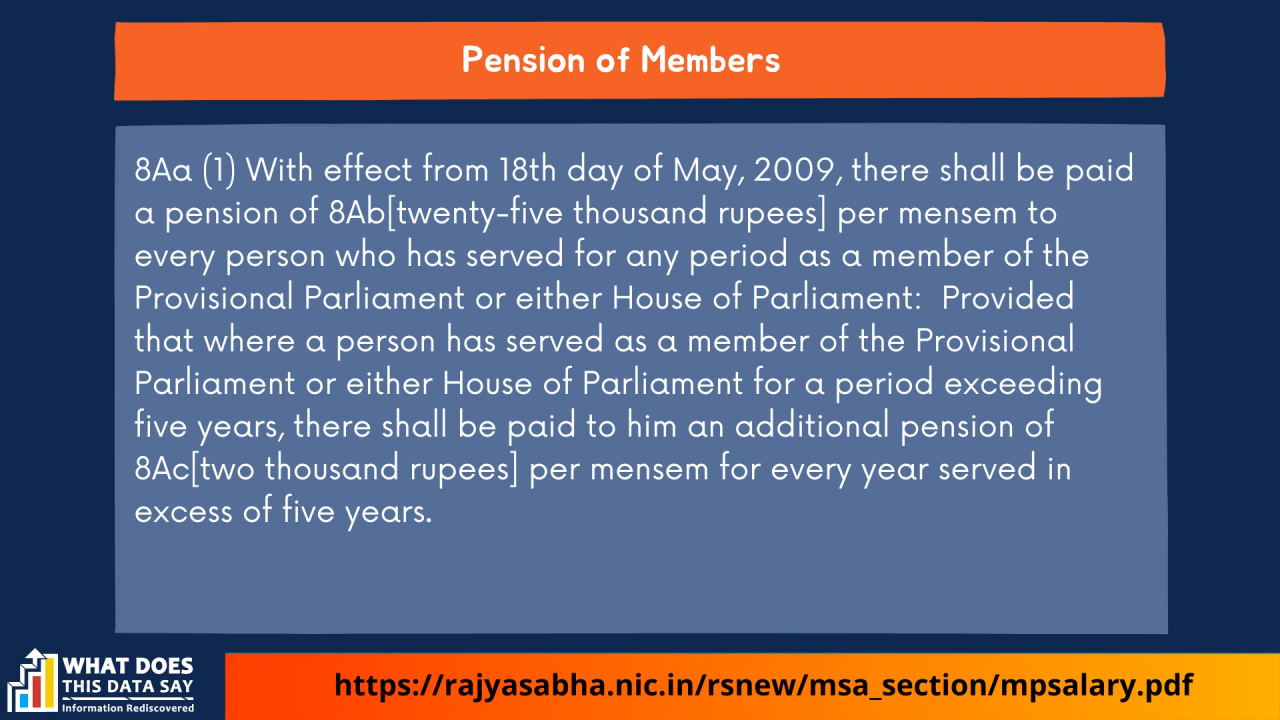 Pension of Members
8Aa (1) With effect from 18th day of May, 2009, there shall be paid
a pension of 8Ab[twenty-five thousand rupees] per mensem to
every person who has served for any period as a member of the
Provisional Parliament or either House of Parliament:  Provided
that where a person has served as a member of the Provisional
Parliament or either House of Parliament for a period exceeding
five years, there shall be paid to him an additional pension of
8Ac[two thousand rupees] per mensem for every year served in
excess of five years.
WHAT DOES
THIS DATA SAY
Information Rediscovered
https://rajyasabha.nic.in/rsnew/msa_section/mpsalary.pdf